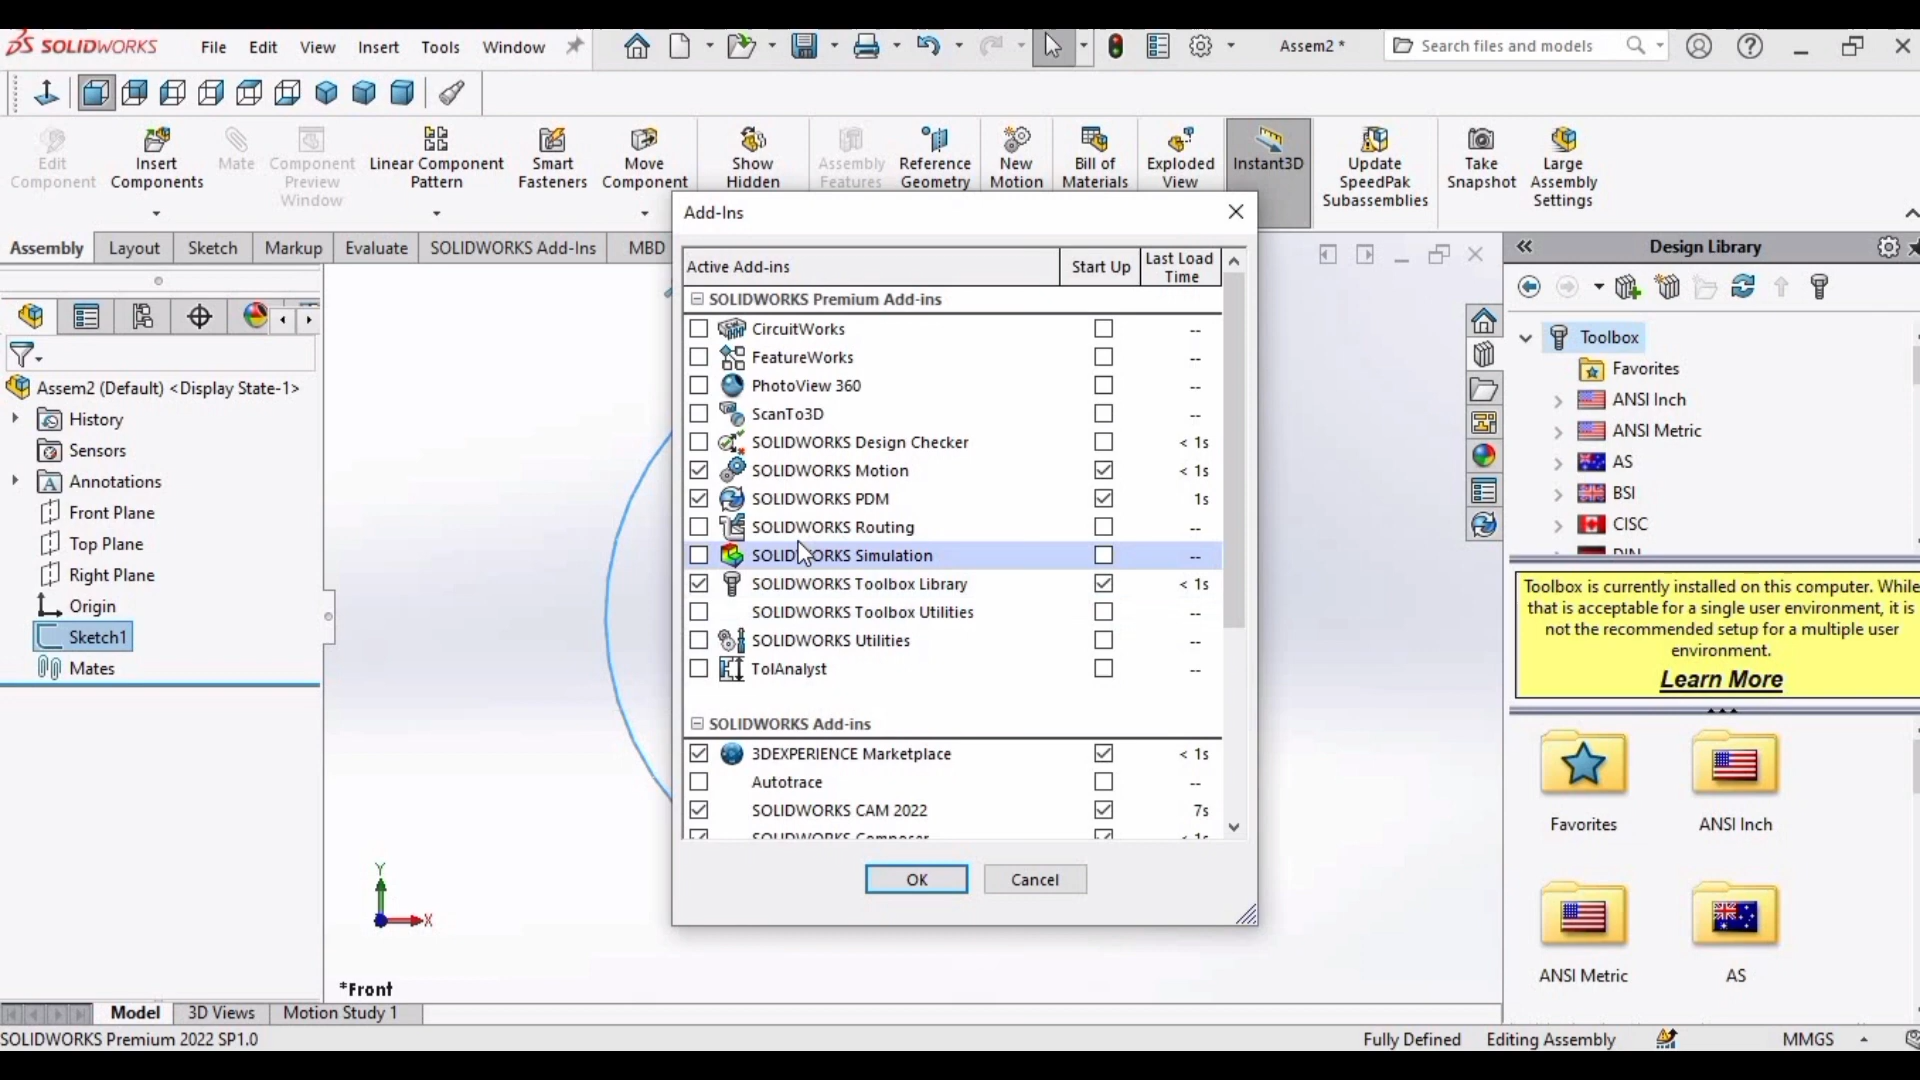 SOLIDWORKS File Edit View Insert Tools Window Assem2 * Search files and models
Edit Component
Insert Components
Mate
Component Preview Window
Linear Component Pattern
Smart Fasteners
Move Component
Show Hidden
Assembly Features
Reference Geometry
New Motion
Bill of Materials
Exploded View
Instant3D
Update SpeedPak Subassemblies
Take Snapshot
Large Assembly Settings
Assembly Layout Sketch Markup Evaluate SOLIDWORKS Add-Ins MBD
Assem2 (Default) <Display State-1>
History
Sensors
Annotations
Front Plane
Top Plane
Right Plane
Origin
Sketch1
Mates
Y
X
*Front
Add-Ins
Active Add-ins Start Up Last Load Time
SOLIDWORKS Premium Add-ins
CircuitWorks --
FeatureWorks --
PhotoView 360 --
ScanTo3D --
SOLIDWORKS Design Checker < 1s
SOLIDWORKS Motion < 1s
SOLIDWORKS PDM 1s
SOLIDWORKS Routing --
SOLIDWORKS Simulation --
SOLIDWORKS Toolbox Library < 1s
SOLIDWORKS Toolbox Utilities --
SOLIDWORKS Utilities --
TolAnalyst --
SOLIDWORKS Add-ins
3DEXPERIENCE Marketplace < 1s
Autotrace --
SOLIDWORKS CAM 2022 7s
SOLIDWORKS Composer < 1s
OK Cancel
Design Library
Toolbox
Favorites
ANSI Inch
ANSI Metric
AS
BSI
CISC
DIN
Toolbox is currently installed on this computer. While
that is acceptable for a single user environment, it is
not the recommended setup for a multiple user
environment.
Learn More
Favorites ANSI Inch
ANSI Metric AS
Model 3D Views Motion Study 1
SOLIDWORKS Premium 2022 SP1.0 Fully Defined Editing Assembly MMGS